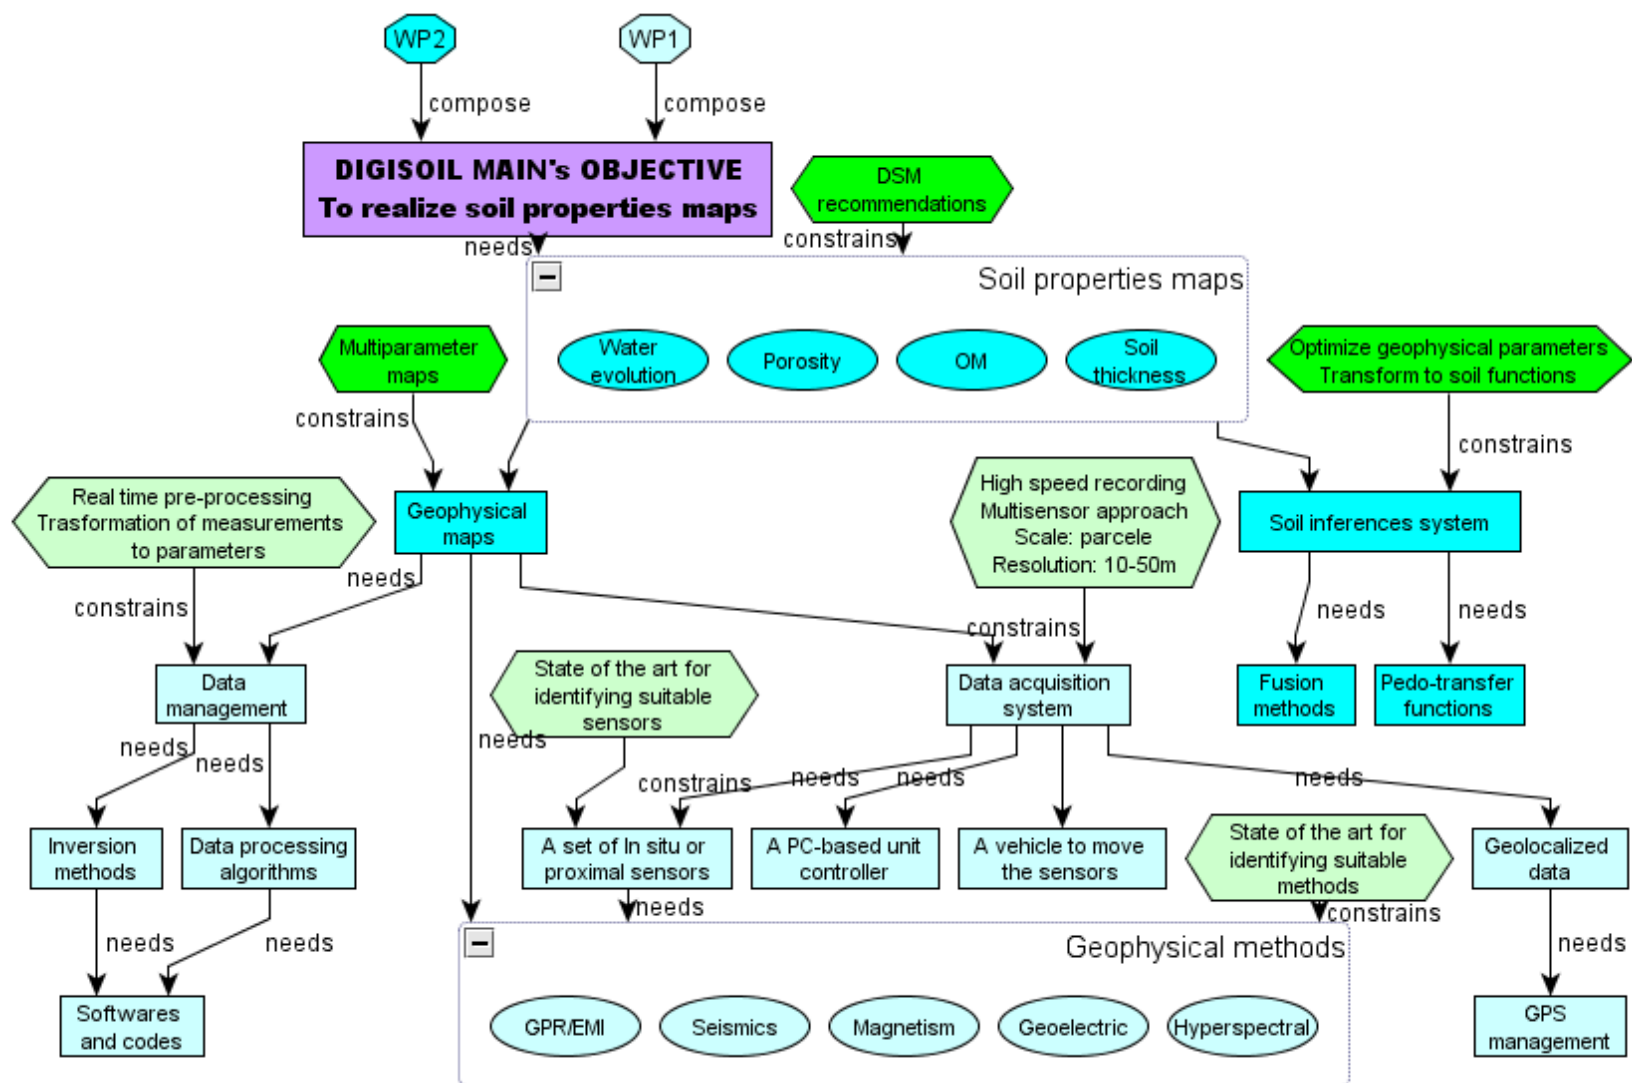 WP2
WP1
compose
compose
DIGISOIL MAIN's OBJECTIVE
To realize soil properties maps
DSM
recommendations
needs
constrains
Soil properties maps
Multiparameter
maps
Water
evolution
Porosity
OM
Soil
thickness
Optimize geophysical parameters
Transform to soil functions
constrains
constrains
Real time pre-processing
Trasformation of measurements
to parameters
Geophysical
maps
High speed recording
Multisensor approach
Scale: parcele
Resolution: 10-50m
Soil inferences system
needs
constrains
constrains
needs
needs
Data
management
State of the art for
identifying suitable
sensors
Data acquisition
system
Fusion
methods
Pedo-transfer
functions
needs
needs
needs
constrains
needs
needs
needs
Inversion
methods
Data processing
algorithms
A set of In situ or
proximal sensors
A PC-based unit
controller
A vehicle to move
the sensors
State of the art for
identifying suitable
methods
Geolocalized
data
needs
constrains
needs
needs
needs
Geophysical methods
Softwares
and codes
GPR/EMI
Seismics
Magnetism
Geoelectric
Hyperspectral
GPS
management